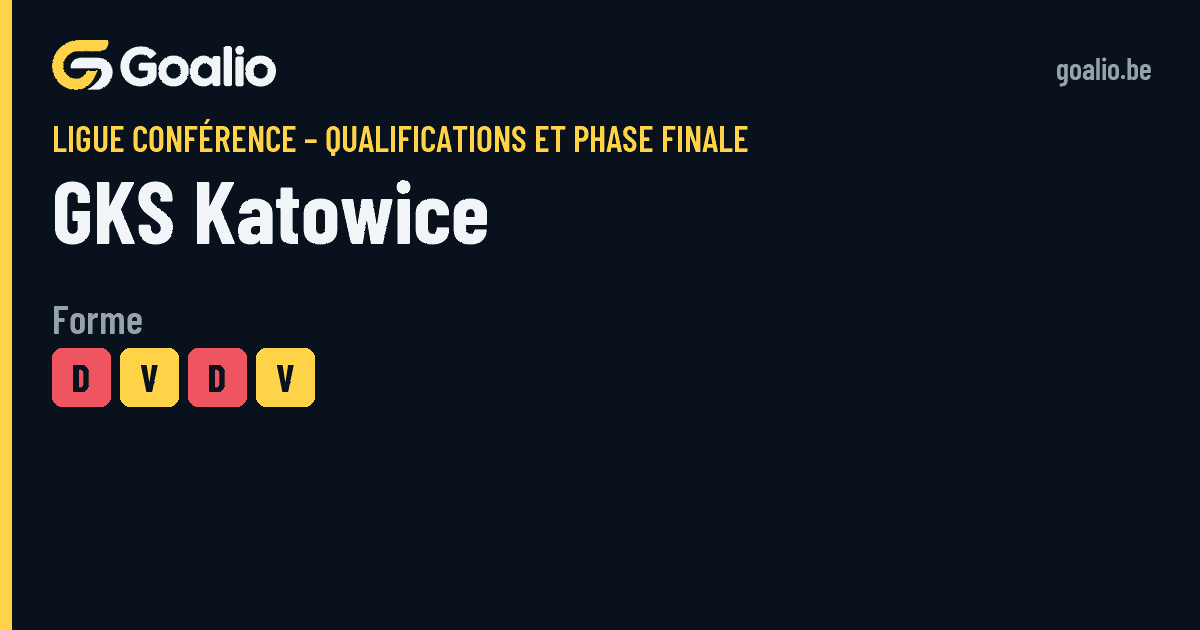 Goalio
goalio.be
LIGUE CONFÉRENCE – QUALIFICATIONS ET PHASE FINALE
GKS Katowice
Forme
D V D V